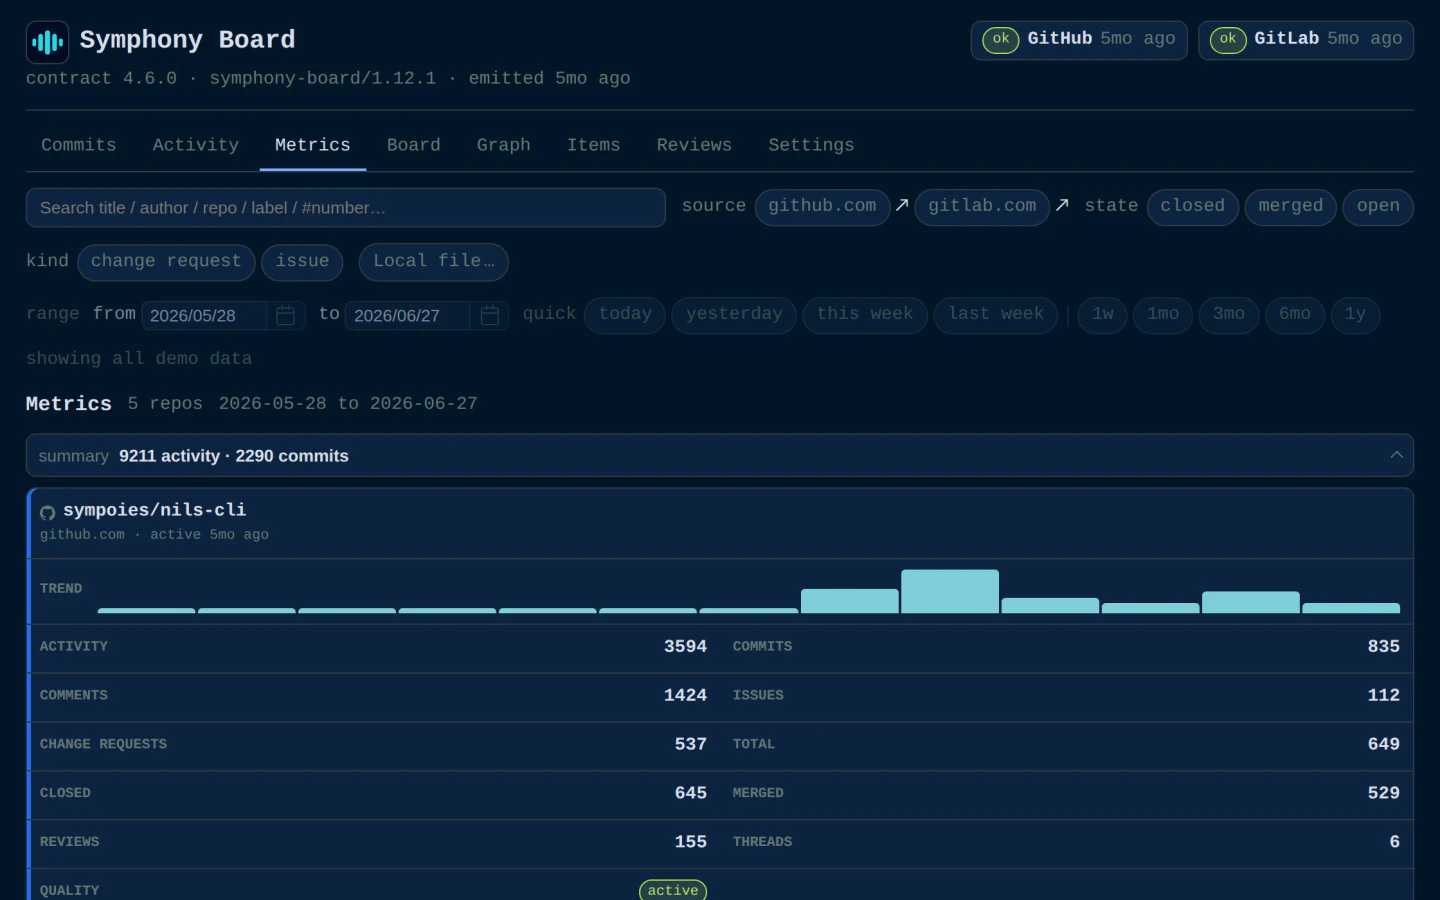 Symphony Board
ok GitHub 5mo ago ok GitLab 5mo ago
contract 4.6.0 · symphony-board/1.12.1 · emitted 5mo ago
Commits Activity Metrics Board Graph Items Reviews Settings
Search title / author / repo / label / #number… source github.com ↗ gitlab.com ↗ state closed merged open
kind change request issue Local file…
range from 2026/05/28 to 2026/06/27 quick today yesterday this week last week | 1w 1mo 3mo 6mo 1y
showing all demo data
Metrics 5 repos 2026-05-28 to 2026-06-27
summary 9211 activity · 2290 commits
sympoies/nils-cli
github.com · active 5mo ago
TREND
ACTIVITY 3594 COMMITS 835
COMMENTS 1424 ISSUES 112
CHANGE REQUESTS 537 TOTAL 649
CLOSED 645 MERGED 529
REVIEWS 155 THREADS 6
QUALITY active